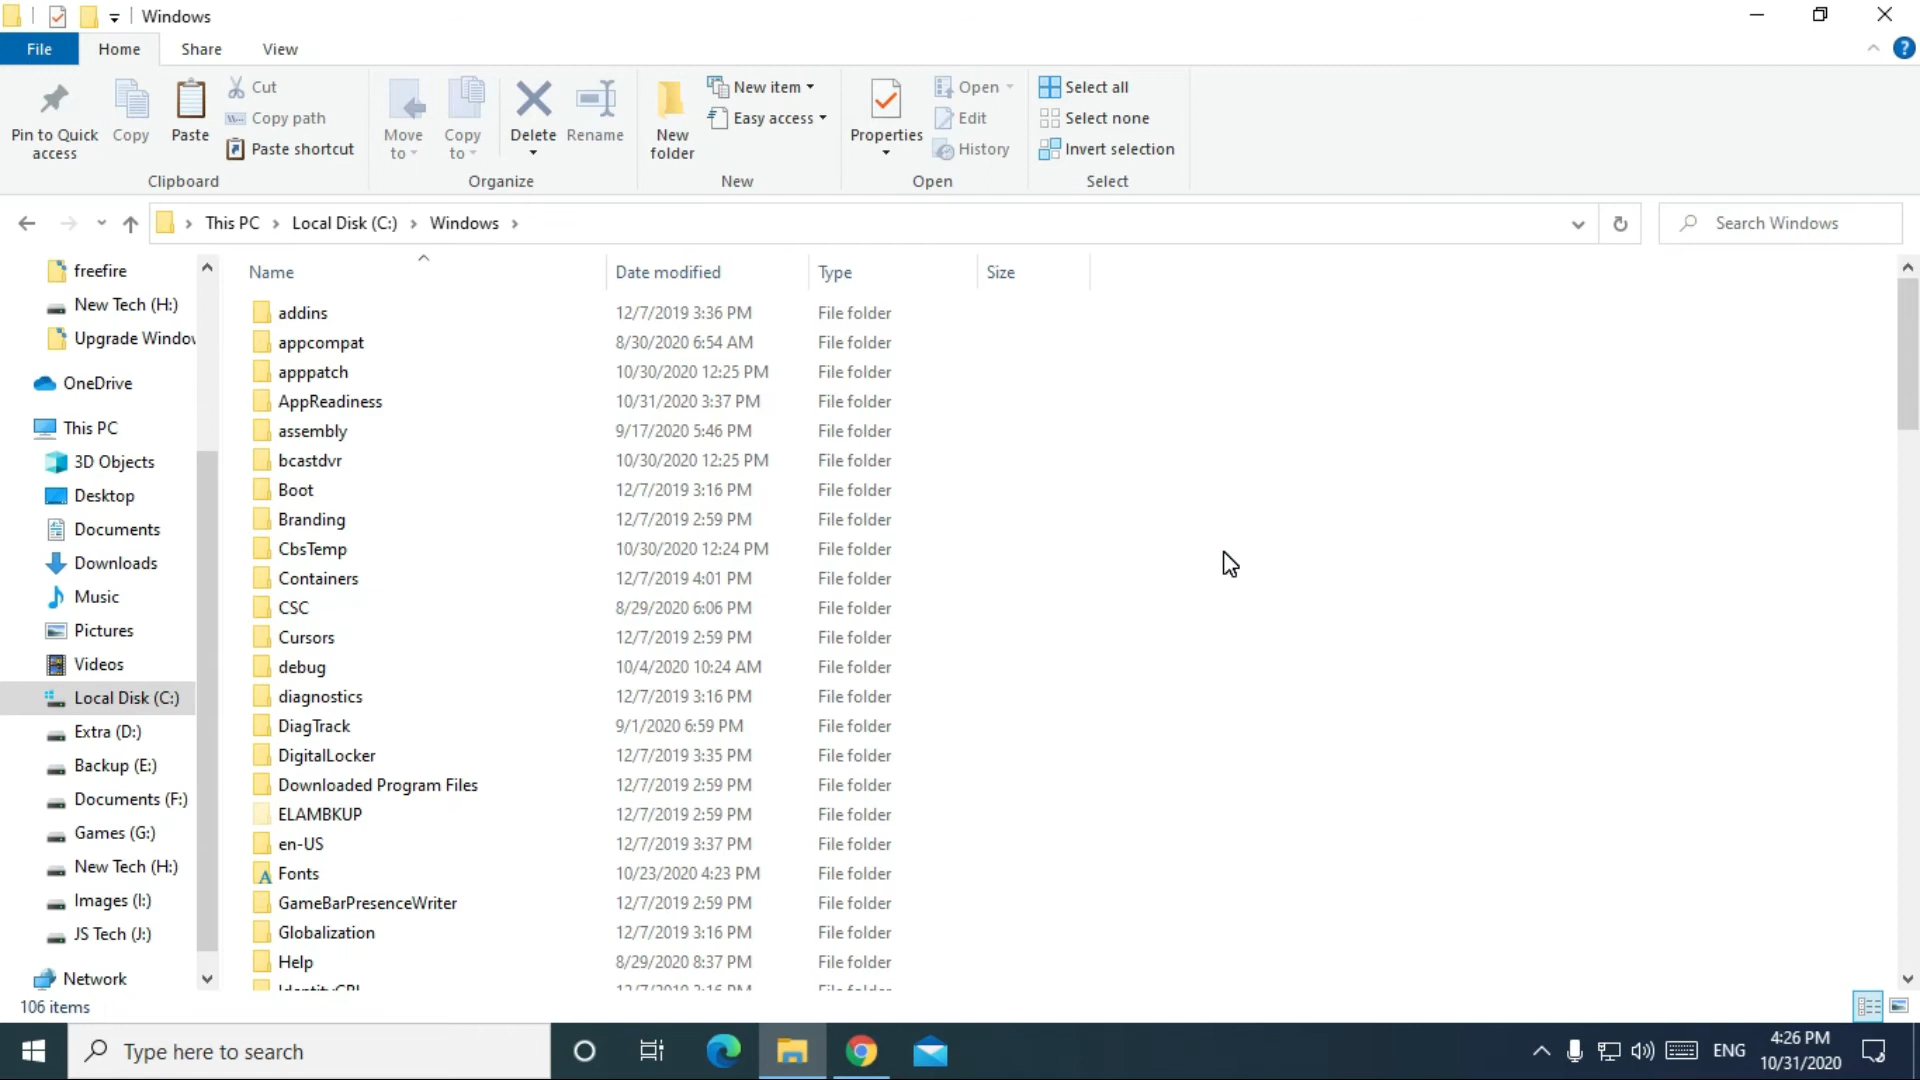 Windows
File Home Share View
Pin to Quick access
Copy
Paste
Cut
Copy path
Paste shortcut
Clipboard
Move to
Copy to
Delete
Rename
Organize
New folder
New item
Easy access
New
Properties
Open
Edit
History
Open
Select all
Select none
Invert selection
Select
This PC Local Disk (C:) Windows
Search Windows
freefire
New Tech (H:)
Upgrade Window
OneDrive
This PC
3D Objects
Desktop
Documents
Downloads
Music
Pictures
Videos
Local Disk (C:)
Extra (D:)
Backup (E:)
Documents (F:)
Games (G:)
New Tech (H:)
Images (I:)
JS Tech (J:)
Network
Name Date modified Type Size
addins 12/7/2019 3:36 PM File folder
appcompat 8/30/2020 6:54 AM File folder
apppatch 10/30/2020 12:25 PM File folder
AppReadiness 10/31/2020 3:37 PM File folder
assembly 9/17/2020 5:46 PM File folder
bcastdvr 10/30/2020 12:25 PM File folder
Boot 12/7/2019 3:16 PM File folder
Branding 12/7/2019 2:59 PM File folder
CbsTemp 10/30/2020 12:24 PM File folder
Containers 12/7/2019 4:01 PM File folder
CSC 8/29/2020 6:06 PM File folder
Cursors 12/7/2019 2:59 PM File folder
debug 10/4/2020 10:24 AM File folder
diagnostics 12/7/2019 3:16 PM File folder
DiagTrack 9/1/2020 6:59 PM File folder
DigitalLocker 12/7/2019 3:35 PM File folder
Downloaded Program Files 12/7/2019 2:59 PM File folder
ELAMBKUP 12/7/2019 2:59 PM File folder
en-US 12/7/2019 3:37 PM File folder
Fonts 10/23/2020 4:23 PM File folder
GameBarPresenceWriter 12/7/2019 2:59 PM File folder
Globalization 12/7/2019 3:16 PM File folder
Help 8/29/2020 8:37 PM File folder
106 items
Type here to search
ENG
4:26 PM
10/31/2020